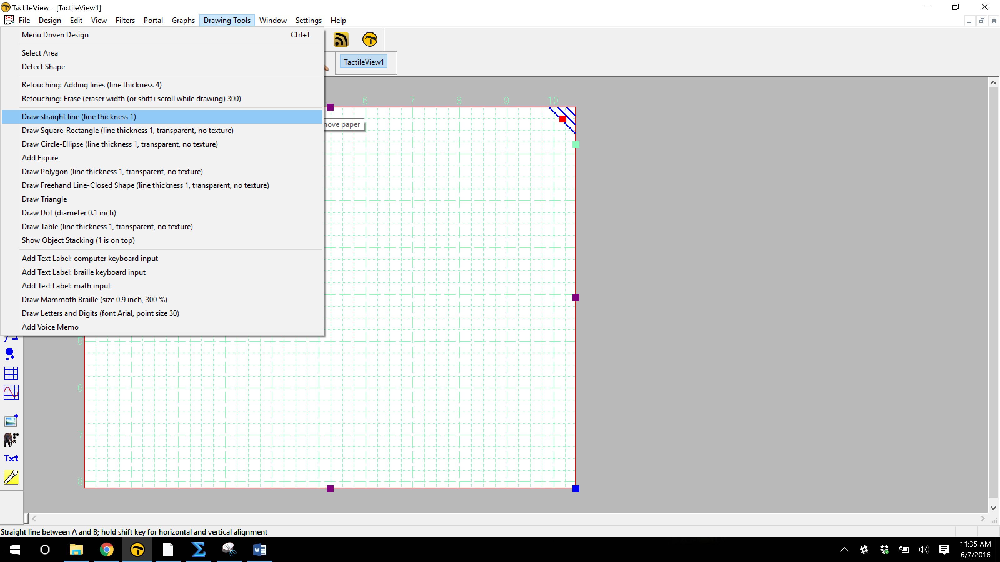 TactileView - [TactileView1]
DOC File Design Edit View Filters Portal Graphs Drawing Tools Window Settings Help
Menu Driven Design Ctrl+L
Select Area
TactileView1
Detect Shape
Retouching: Adding lines (line thickness 4)
Retouching: Erase (eraser width (or shift+scroll while drawing) 300)
6 7 8 9 10
Draw straight line (line thickness 1)
paper
Draw Square-Rectangle (line thickness 1, transparent, no texture)
Draw Circle-Ellipse (line thickness 1, transparent, no texture)
Add Figure
Draw Polygon (line thickness 1, transparent, no texture)
Draw Freehand Line-Closed Shape (line thickness 1, transparent, no texture)
Draw Triangle
Draw Dot (diameter 0.1 inch)
Draw Table (line thickness 1, transparent, no texture)
Show Object Stacking (1 is on top)
Add Text Label: computer keyboard input
Add Text Label: braille keyboard input
Add Text Label: math input
Draw Mammoth Braille (size 0.9 inch, 300 %)
Draw Letters and Digits (font Arial, point size 30)
Add Voice Memo
5
6
7
Txt
8
Straight line between A and B; hold shift key for horizontal and vertical alignment
W
11:35 AM
6/7/2016